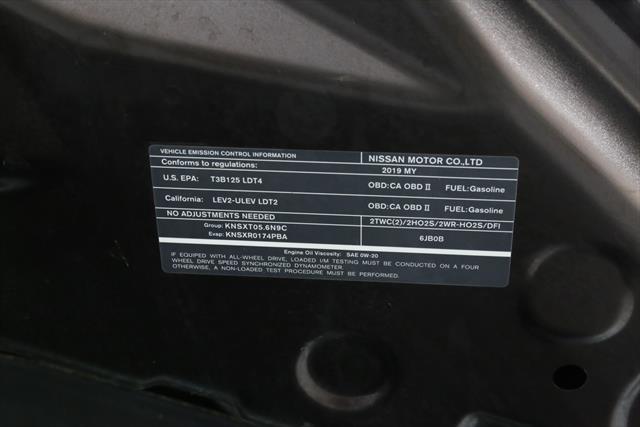 VEHICLE EMISSION CONTROL INFORMATION NISSAN MOTOR CO.,LTD
Conforms to regulations: 2019 MY
U.S. EPA: T3B125 LDT4 OBD:CA OBD II FUEL:Gasoline
California: LEV2-ULEV LDT2 OBD:CA OBD II FUEL:Gasoline
NO ADJUSTMENTS NEEDED 2TWC(2)/2HO2S/2WR-HO2S/DFI
Group: KNSXT05.6N9C 6JB0B
Evap: KNSXR0174PBA
Engine Oil Viscosity: SAE 0W-20
IF EQUIPPED WITH ALL-WHEEL DRIVE, LOADED I/M TESTING MUST BE CONDUCTED ON A FOUR
WHEEL DRIVE SPEED SYNCHRONIZED DYNAMOMETER.
OTHERWISE, A NON-LOADED TEST PROCEDURE MUST BE PERFORMED.